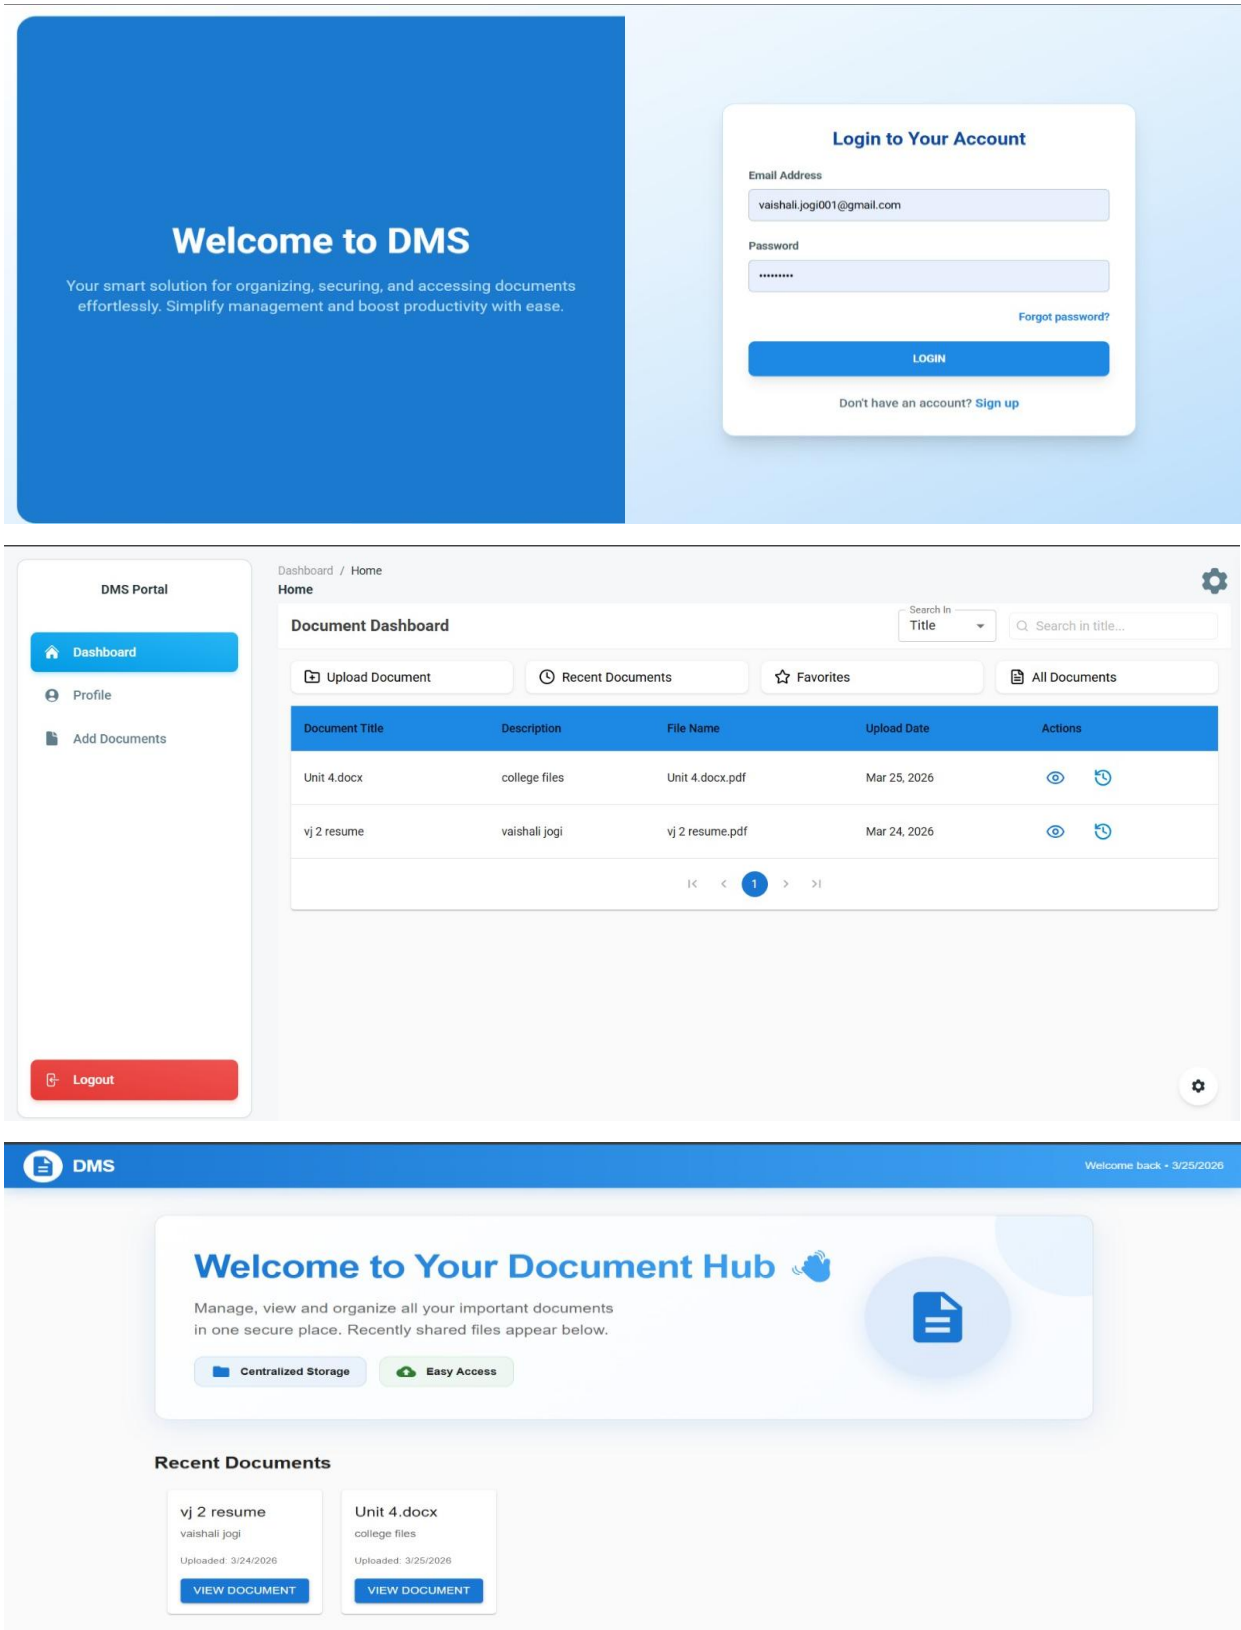 Welcome to DMS
Your smart solution for organizing, securing, and accessing documents
effortlessly. Simplify management and boost productivity with ease.
Login to Your Account
Email Address
vaishali.jogi001@gmail.com
Password
•••••••••
Forgot password?
LOGIN
Don't have an account? Sign up
DMS Portal
Dashboard
Profile
Add Documents
Logout
Dashboard / Home
Home
Document Dashboard
Search In
Title
Search in title...
Upload Document
Recent Documents
Favorites
All Documents
Document Title Description File Name Upload Date Actions
Unit 4.docx college files Unit 4.docx.pdf Mar 25, 2026
vj 2 resume vaishali jogi vj 2 resume.pdf Mar 24, 2026
1
DMS
Welcome back • 3/25/2026
Welcome to Your Document Hub
Manage, view and organize all your important documents
in one secure place. Recently shared files appear below.
Centralized Storage
Easy Access
Recent Documents
vj 2 resume
vaishali jogi
Uploaded: 3/24/2026
VIEW DOCUMENT
Unit 4.docx
college files
Uploaded: 3/25/2026
VIEW DOCUMENT